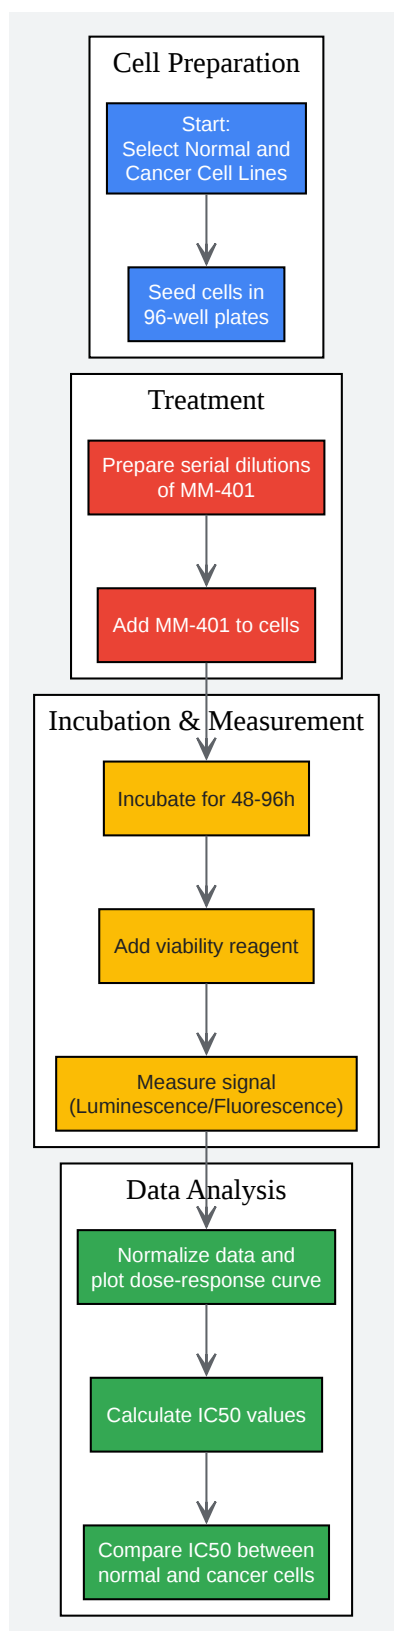 Cell Preparation
Start:
Select Normal and
Cancer Cell Lines
Seed cells in
96-well plates
Treatment
Prepare serial dilutions
of MM-401
Add MM-401 to cells
Incubation & Measurement
Incubate for 48-96h
Add viability reagent
Measure signal
(Luminescence/Fluorescence)
Data Analysis
Normalize data and
plot dose-response curve
Calculate IC50 values
Compare IC50 between
normal and cancer cells